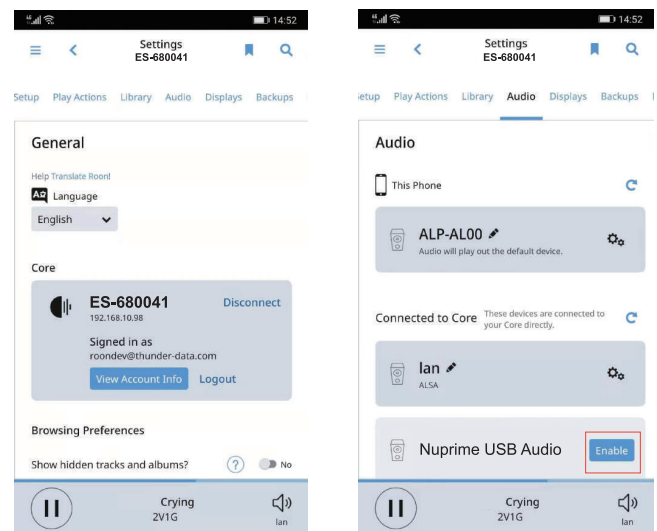 14:52
Settings
ES-680041
Setup Play Actions Library Audio Displays Backups
General
Help Translate Roon!
Language
English
Core
ES-680041
Disconnect
192.168.10.98
Signed in as
roondev@thunder-data.com
View Account Info Logout
Browsing Preferences
Show hidden tracks and albums? ? No
Crying
2V1G
lan
14:52
Settings
ES-680041
etup Play Actions Library Audio Displays Backups
Audio
This Phone
ALP-AL00
Audio will play out the default device.
Connected to Core
These devices are connected to
your Core directly.
lan
ALSA
Nuprime USB Audio Enable
Crying
2V1G
lan